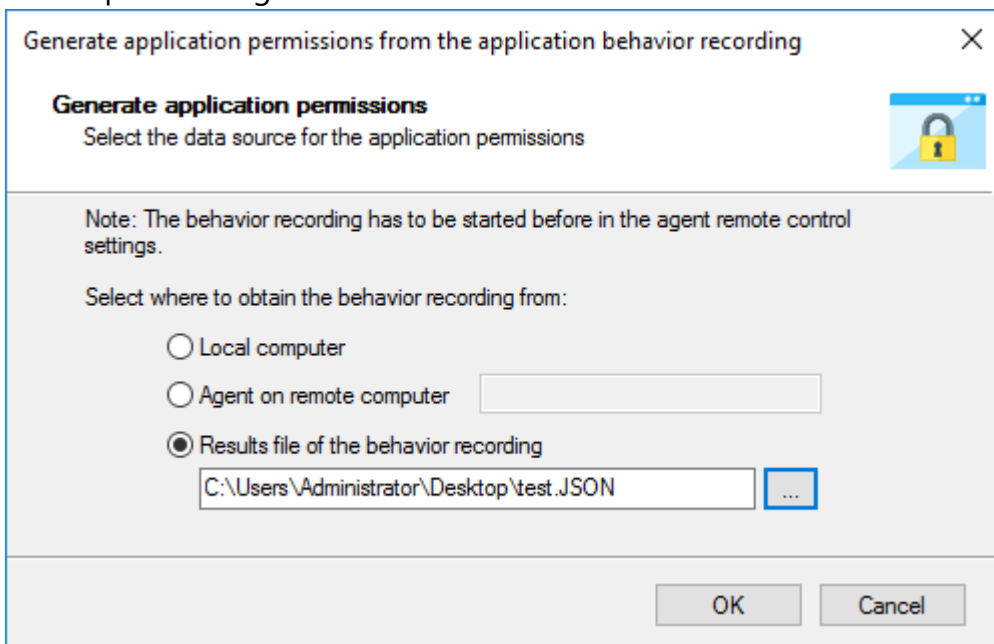 Generate application permissions from the application behavior recording
Generate application permissions
Select the data source for the application permissions
Note: The behavior recording has to be started before in the agent remote control
settings.
Select where to obtain the behavior recording from:
Local computer
Agent on remote computer
Results file of the behavior recording
C:\Users\Administrator\Desktop\test.JSON
...
OK
Cancel